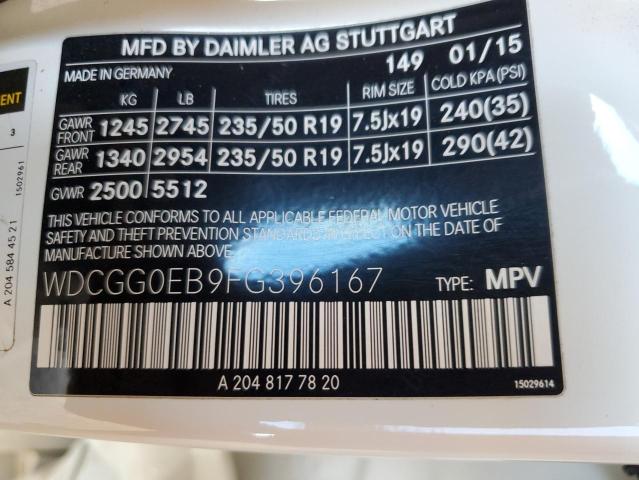 MFD BY DAIMLER AG STUTTGART
MADE IN GERMANY 149 01/15
KG LB TIRES RIM SIZE COLD KPA (PSI)
GAWR FRONT 1245 2745 235/50 R19 7.5Jx19 240(35)
GAWR REAR 1340 2954 235/50 R19 7.5Jx19 290(42)
GVWR 2500 5512
THIS VEHICLE CONFORMS TO ALL APPLICABLE FEDERAL MOTOR VEHICLE
SAFETY AND THEFT PREVENTION STANDARDS IN EFFECT ON THE DATE OF
MANUFACTURE SHOWN ABOVE.
WDCGG0EB9FG396167 TYPE: MPV
A 204 817 78 20
15029614
ENT
3
1502961
A 204 584 45 21